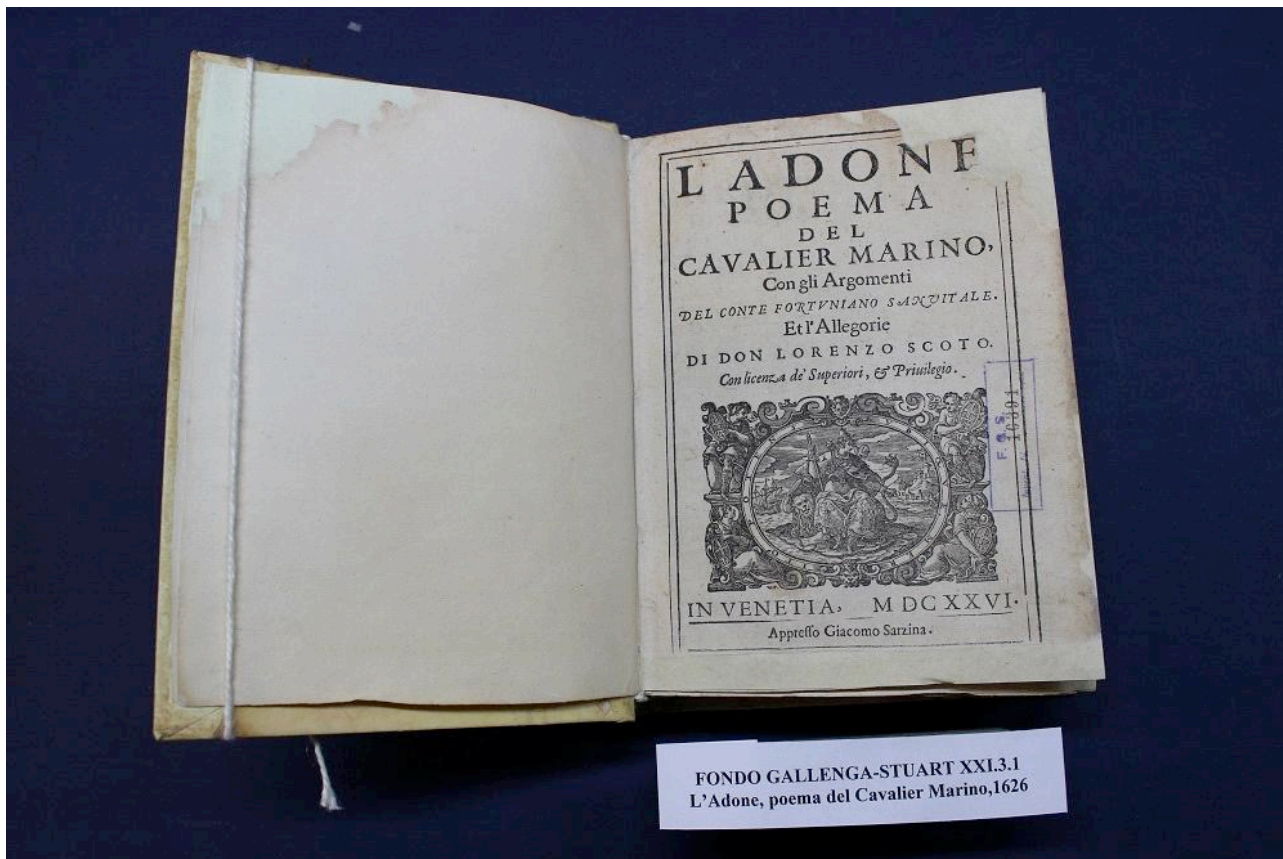 L'ADONE
POEMA
DEL
CAVALIER MARINO,
Con gli Argomenti
DEL CONTE FORTVNIANO SANVITALE.
Et l'Allegorie
DI DON LORENZO SCOTO.
Con licenza de' Superiori, & Priuilegio.
IN VENETIA, M DC XXVI.
Appresso Giacomo Sarzina.
F. G. S.
FONDO GALLENGA-STUART XXI.3.1
L'Adone, poema del Cavalier Marino,1626